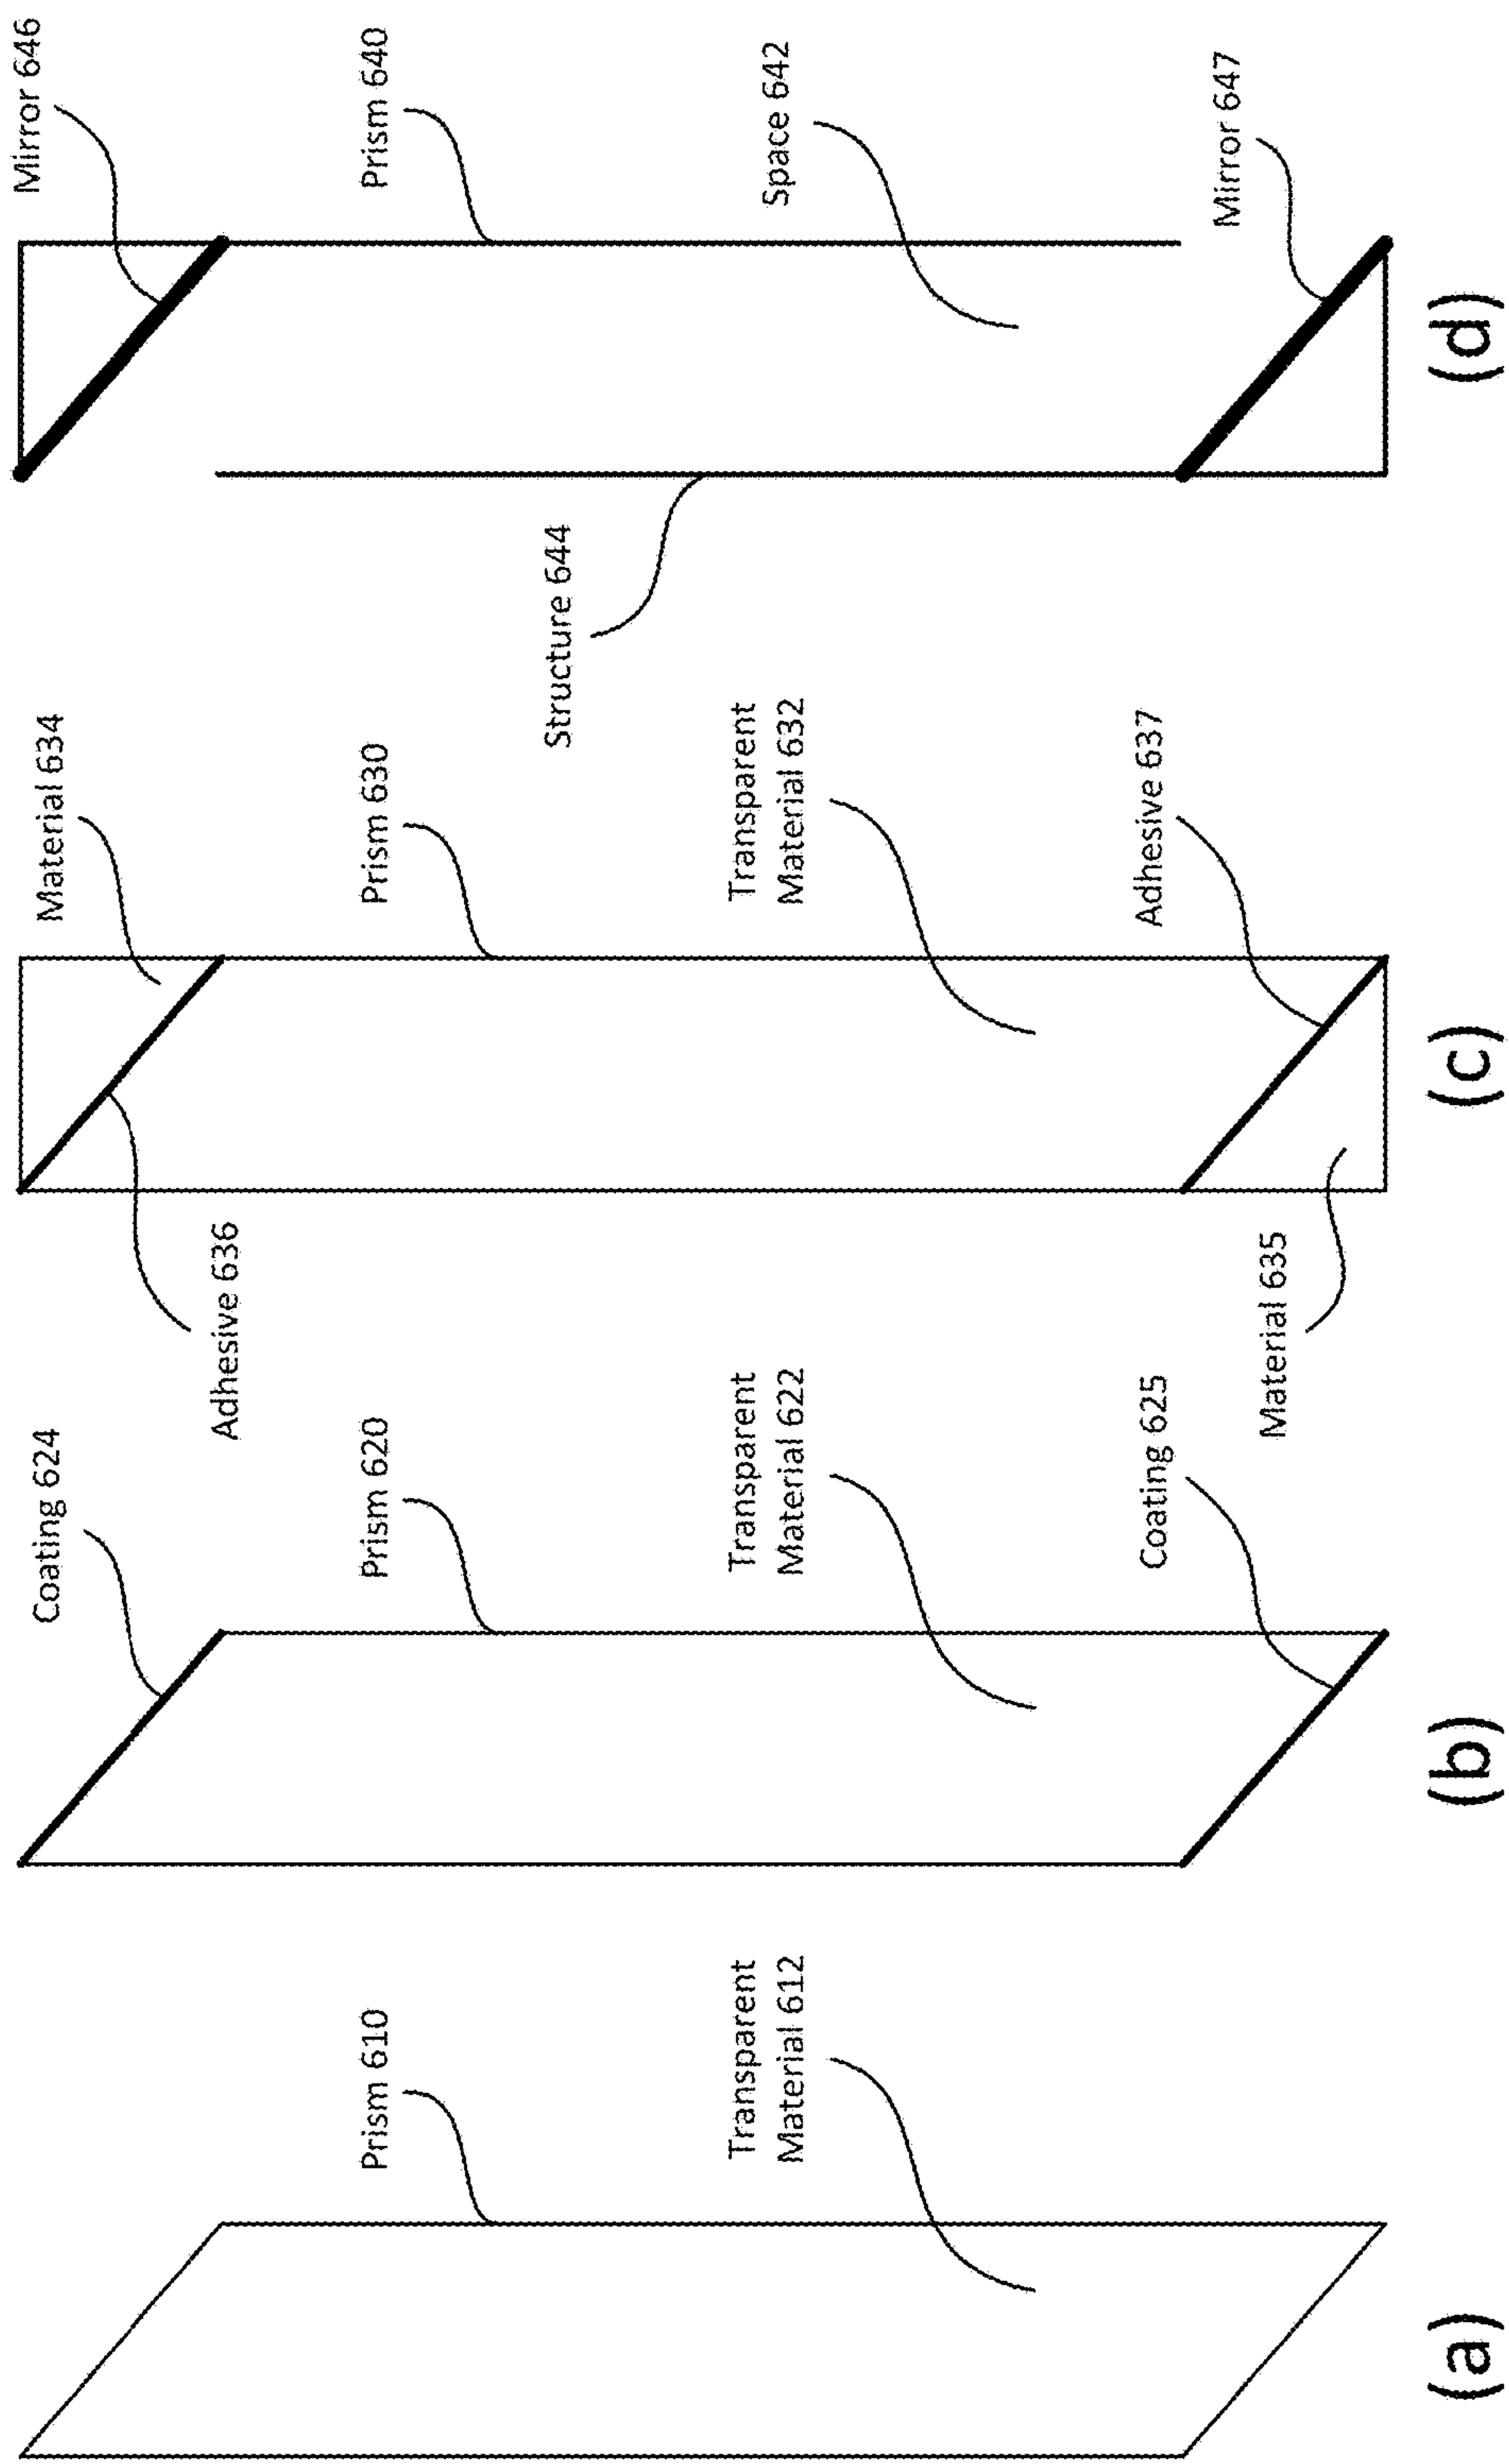 Prism 610
Transparent
Material 612
(a)
Coating 624
Prism 620
Transparent
Material 622
Coating 625
(b)
Material 634
Adhesive 636
Prism 630
Transparent
Material 632
Adhesive 637
Material 635
(c)
Mirror 646
Prism 640
Structure 644
Space 642
Mirror 647
(d)